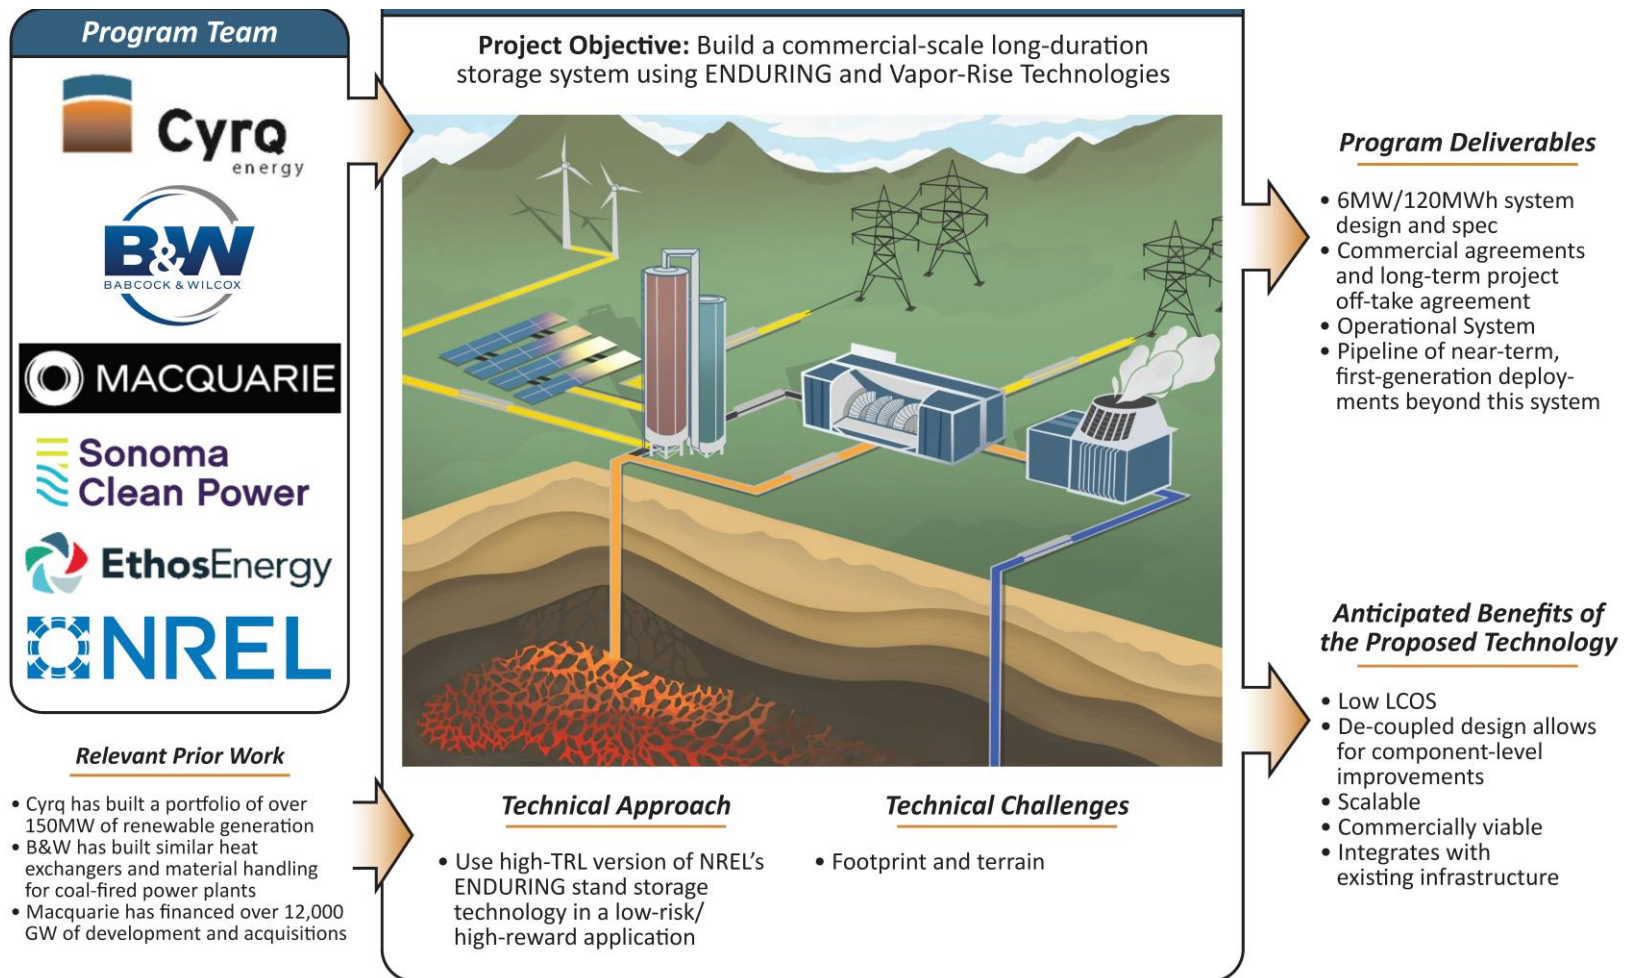 Program Team
Cyrq
energy
B&W
BABCOCK & WILCOX
MACQUARIE
Sonoma
Clean Power
EthosEnergy
NREL
Relevant Prior Work
• Cyrq has built a portfolio of over
150MW of renewable generation
• B&W has built similar heat
exchangers and material handling
for coal-fired power plants
• Macquarie has financed over 12,000
GW of development and acquisitions
Project Objective: Build a commercial-scale long-duration
storage system using ENDURING and Vapor-Rise Technologies
Technical Approach
• Use high-TRL version of NREL’s
ENDURING stand storage
technology in a low-risk/
high-reward application
Technical Challenges
• Footprint and terrain
Program Deliverables
• 6MW/120MWh system
design and spec
• Commercial agreements
and long-term project
off-take agreement
• Operational System
• Pipeline of near-term,
first-generation deploy-
ments beyond this system
Anticipated Benefits of
the Proposed Technology
• Low LCOS
• De-coupled design allows
for component-level
improvements
• Scalable
• Commercially viable
• Integrates with
existing infrastructure